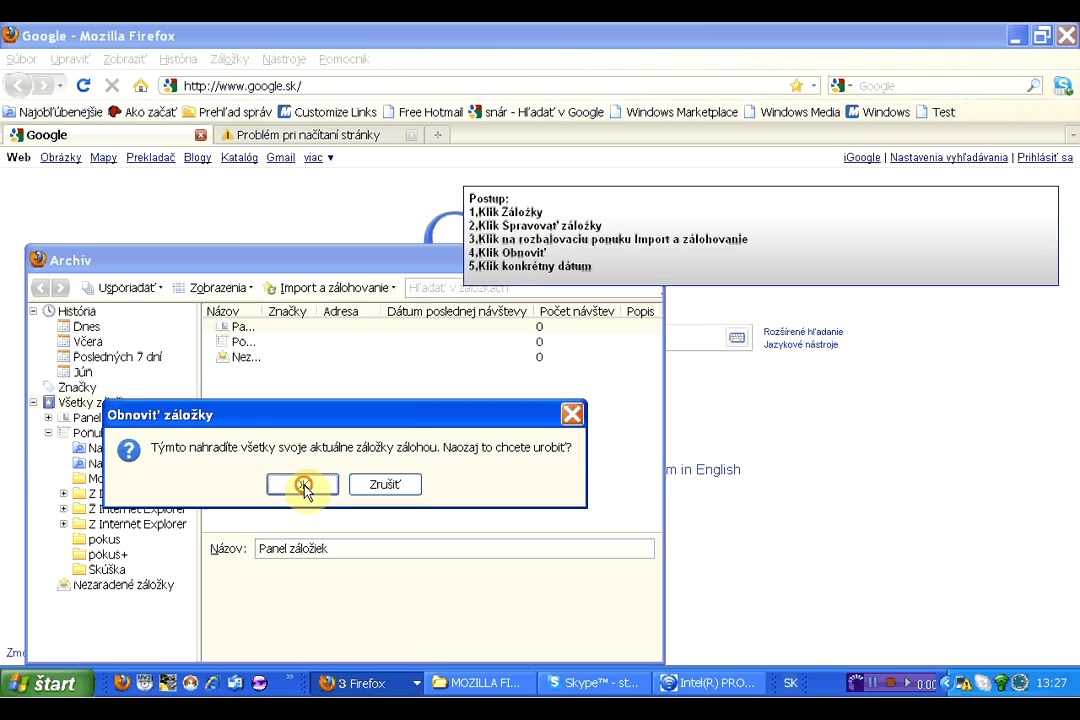 Google - Mozilla Firefox
Súbor Upraviť Zobraziť História Záložky Nástroje Pomocník
http://www.google.sk/
Google
Najobľúbenejšie Ako začať Prehľad správ Customize Links Free Hotmail snár - Hľadať v Google Windows Marketplace Windows Media Windows Test
Google Problém pri načítaní stránky
Web Obrázky Mapy Prekladač Blogy Katalóg Gmail viac ▼
iGoogle | Nastavenia vyhľadávania | Prihlásiť sa
Postup;
1,Klik Záložky
2,Klik Spravovať záložky
3,Klik na rozbalovaciu ponuku Import a zálohovanie
4,Klik Obnoviť
5,Klik konkrétny dátum
Archív
Usporiadať Zobrazenia Import a zálohovanie Hľadať v záložkách
Názov Značky Adresa Dátum poslednej návštevy Počet návštev Popis
História
Dnes
Včera
Posledných 7 dní
Jún
Značky
Pa... 0
Po... 0
Nez... 0
Rozšírené hľadanie
Jazykové nástroje
Všetky
Panel
Obnoviť záložky
Týmto nahradíte všetky svoje aktuálne záložky zálohou. Naozaj to chcete urobiť?
Zrušiť
Z Internet Explorer
Z Internet Explorer
pokus
pokus+
Skúška
Nezaradené záložky
m in English
Názov: Panel záložiek
štart 3 Firefox MOZILLA FI... Skype™ - st... Intel(R) PRO... SK 13:27